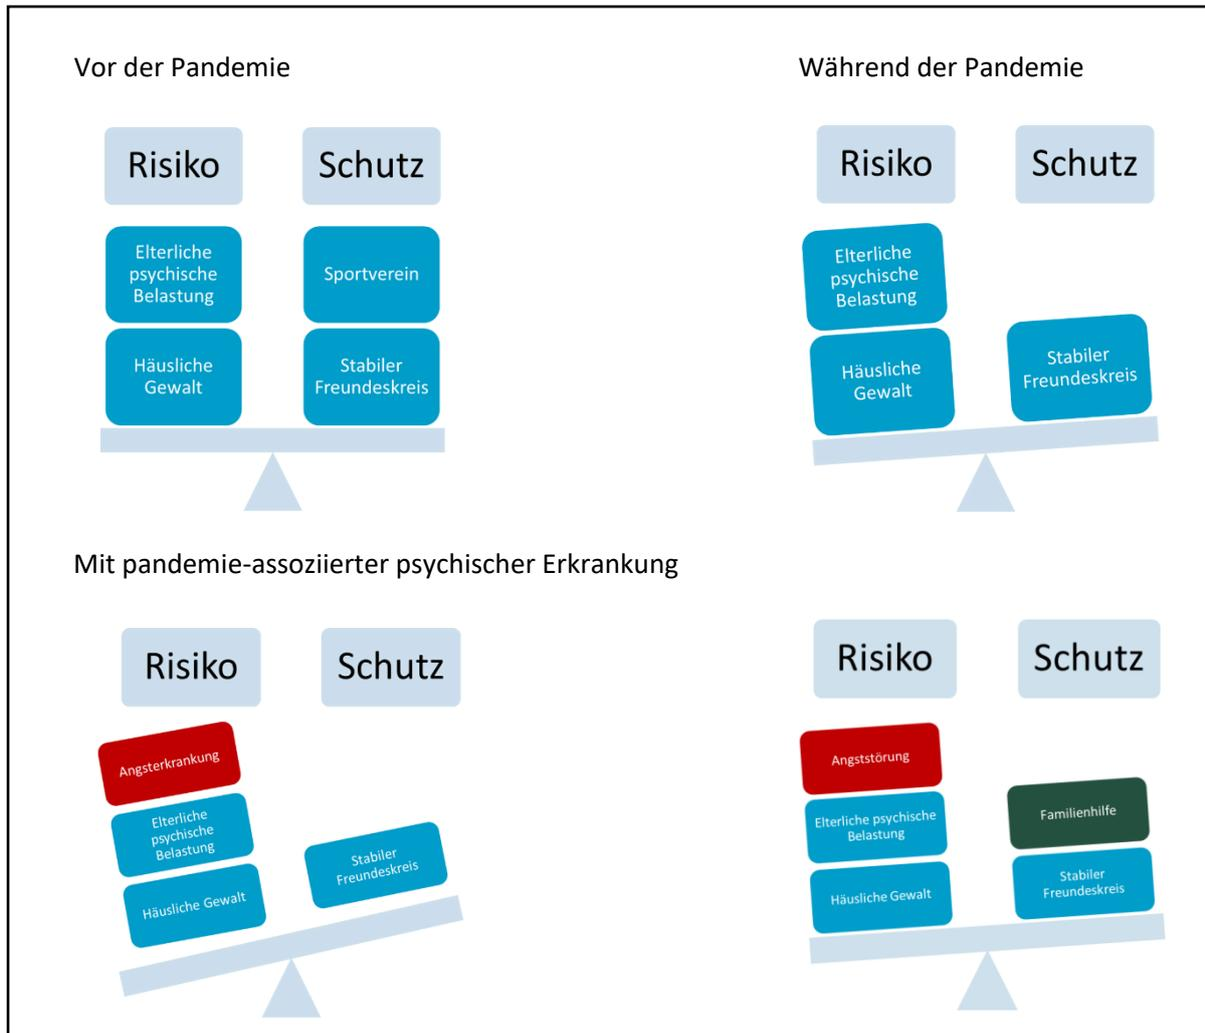 Vor der Pandemie
Risiko
Schutz
Elterliche
psychische
Belastung
Sportverein
Häusliche
Gewalt
Stabiler
Freundeskreis
Während der Pandemie
Risiko
Schutz
Elterliche
psychische
Belastung
Häusliche
Gewalt
Stabiler
Freundeskreis
Mit pandemie-assoziierter psychischer Erkrankung
Risiko
Schutz
Angsterkrankung
Elterliche
psychische
Belastung
Häusliche Gewalt
Stabiler
Freundeskreis
Risiko
Schutz
Angststörung
Elterliche psychische
Belastung
Häusliche Gewalt
Familienhilfe
Stabiler
Freundeskreis